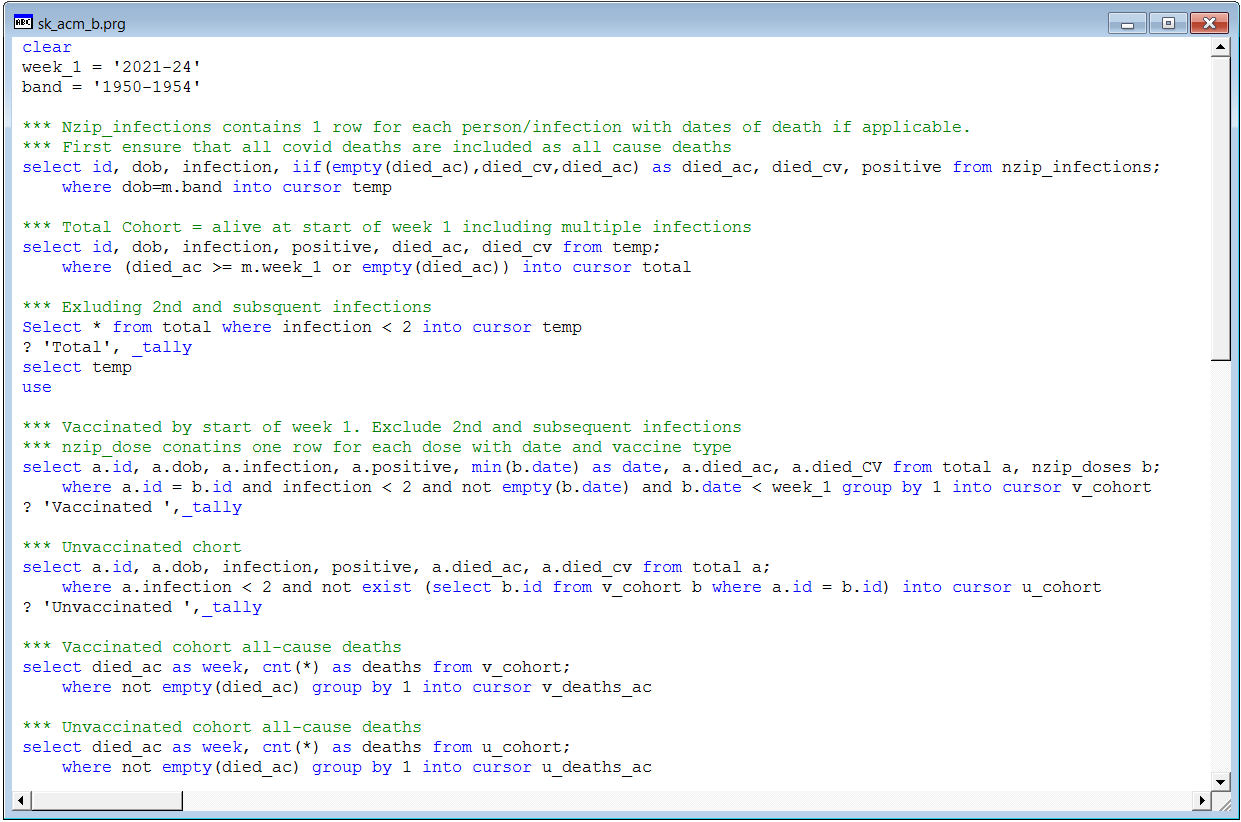 sk_acm_b.prg
clear
week_1 = '2021-24'
band = '1950-1954'
*** Nzip_infections contains 1 row for each person/infection with dates of death if applicable.
*** First ensure that all covid deaths are included as all cause deaths
select id, dob, infection, iif(empty(died_ac),died_cv,died_ac) as died_ac, died_cv, positive from nzip_infections;
where dob=m.band into cursor temp
*** Total Cohort = alive at start of week 1 including multiple infections
select id, dob, infection, positive, died_ac, died_cv from temp;
where (died_ac >= m.week_1 or empty(died_ac)) into cursor total
*** Exluding 2nd and subsquent infections
Select * from total where infection < 2 into cursor temp
? 'Total', _tally
select temp
use
*** Vaccinated by start of week 1. Exclude 2nd and subsequent infections
*** nzip_dose conatins one row for each dose with date and vaccine type
select a.id, a.dob, a.infection, a.positive, min(b.date) as date, a.died_ac, a.died_CV from total a, nzip_doses b;
where a.id = b.id and infection < 2 and not empty(b.date) and b.date < week_1 group by 1 into cursor v_cohort
? 'Vaccinated ',_tally
*** Unvaccinated chort
select a.id, a.dob, infection, positive, a.died_ac, a.died_cv from total a;
where a.infection < 2 and not exist (select b.id from v_cohort b where a.id = b.id) into cursor u_cohort
? 'Unvaccinated ',_tally
*** Vaccinated cohort all-cause deaths
select died_ac as week, cnt(*) as deaths from v_cohort;
where not empty(died_ac) group by 1 into cursor v_deaths_ac
*** Unvaccinated cohort all-cause deaths
select died_ac as week, cnt(*) as deaths from u_cohort;
where not empty(died_ac) group by 1 into cursor u_deaths_ac